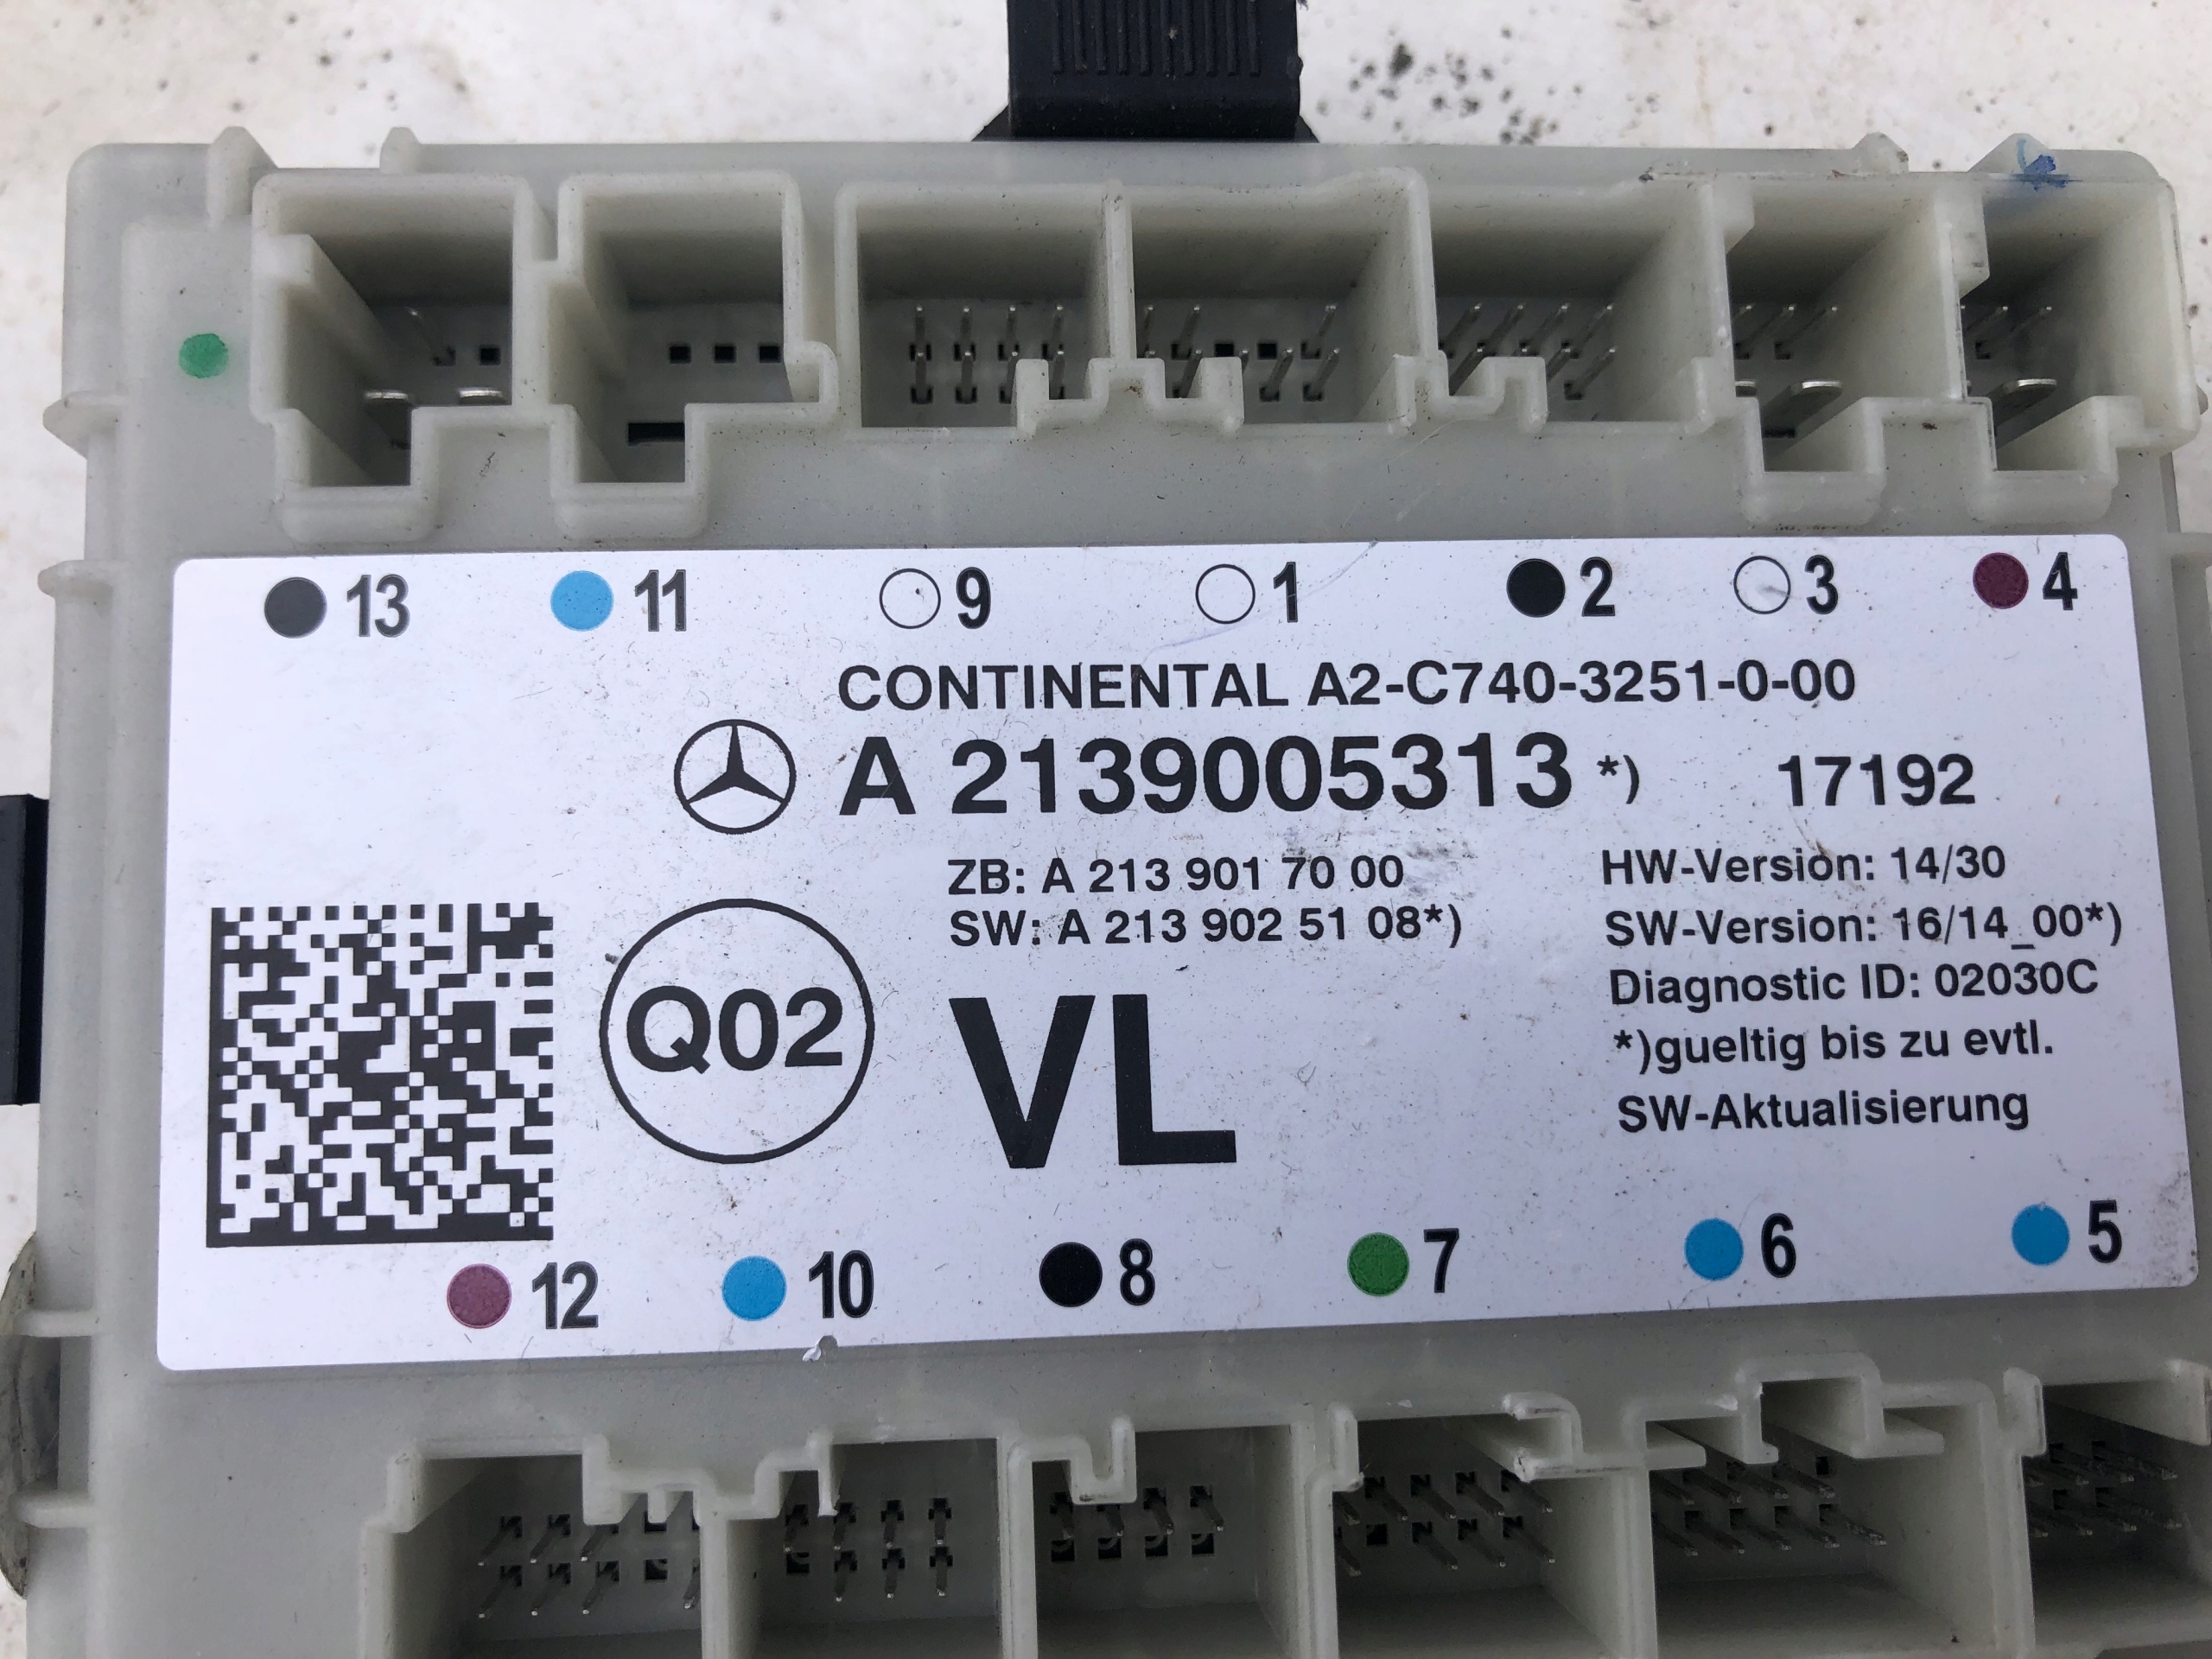 13 11 9 1 2 3 4
CONTINENTAL A2-C740-3251-0-00
A 2139005313 *) 17192
ZB: A 213 901 70 00
SW: A 213 902 51 08*)
HW-Version: 14/30
SW-Version: 16/14_00*)
Diagnostic ID: 02030C
*)gueltig bis zu evtl.
SW-Aktualisierung
Q02
VL
12 10 8 7 6 5